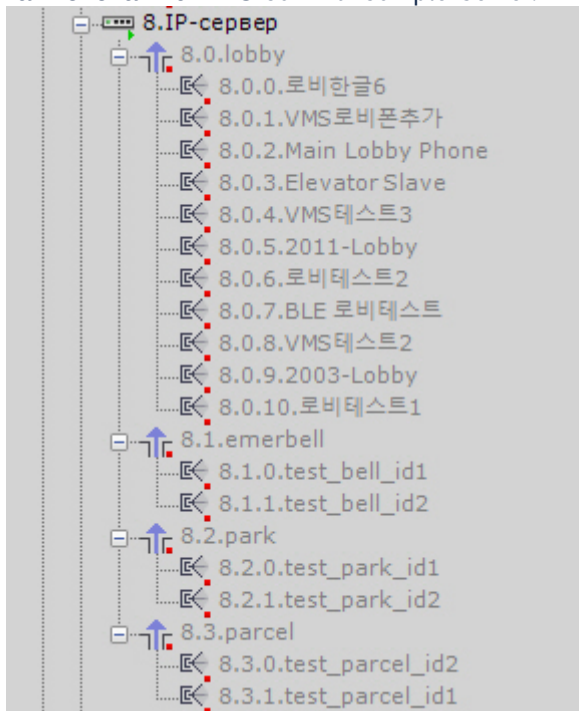 8.IP-сервер
8.0.lobby
8.0.0.로비한글6
8.0.1.VMS로비폰추가
8.0.2.Main Lobby Phone
8.0.3.Elevator Slave
8.0.4.VMS테스트3
8.0.5.2011-Lobby
8.0.6.로비테스트2
8.0.7.BLE 로비테스트
8.0.8.VMS테스트2
8.0.9.2003-Lobby
8.0.10.로비테스트1
8.1.emerbell
8.1.0.test_bell_id1
8.1.1.test_bell_id2
8.2.park
8.2.0.test_park_id1
8.2.1.test_park_id2
8.3.parcel
8.3.0.test_parcel_id2
8.3.1.test_parcel_id1